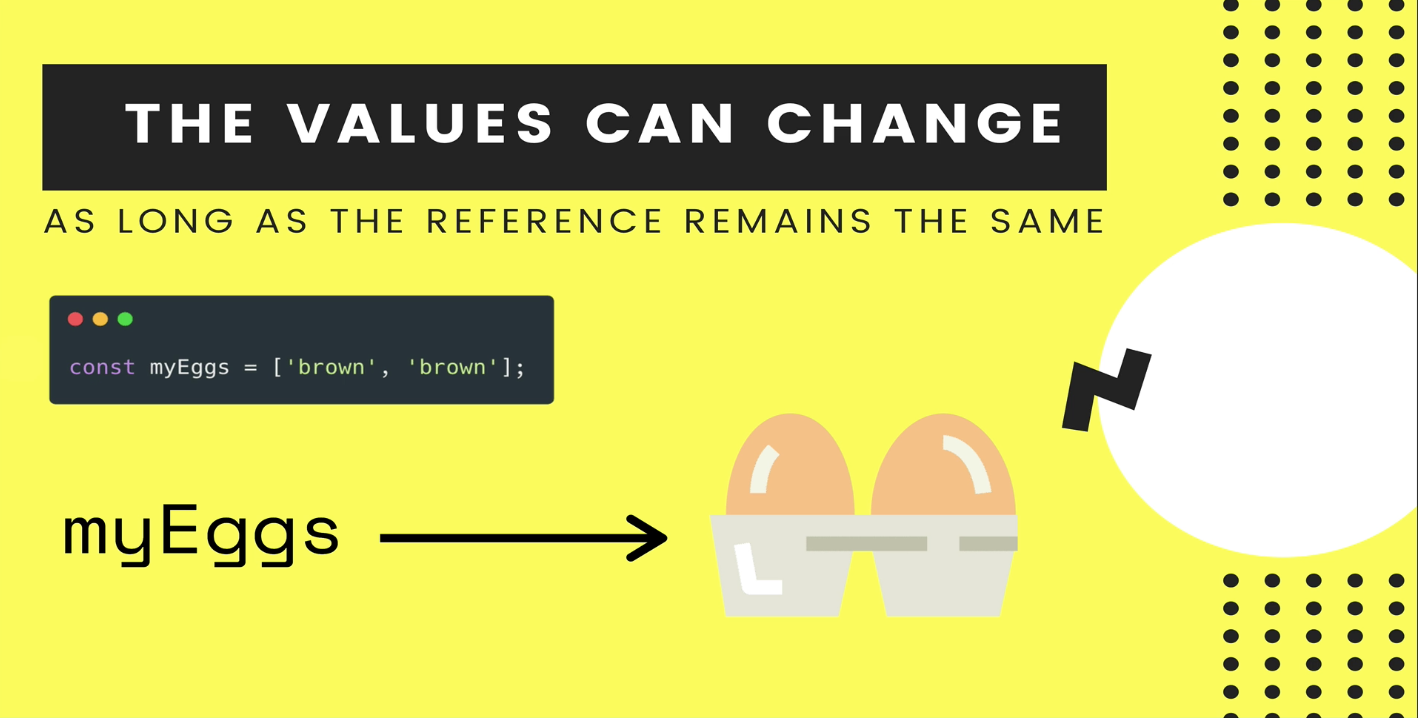 THE VALUES CAN CHANGE
AS LONG AS THE REFERENCE REMAINS THE SAME
const myEggs = ['brown', 'brown'];
myEggs